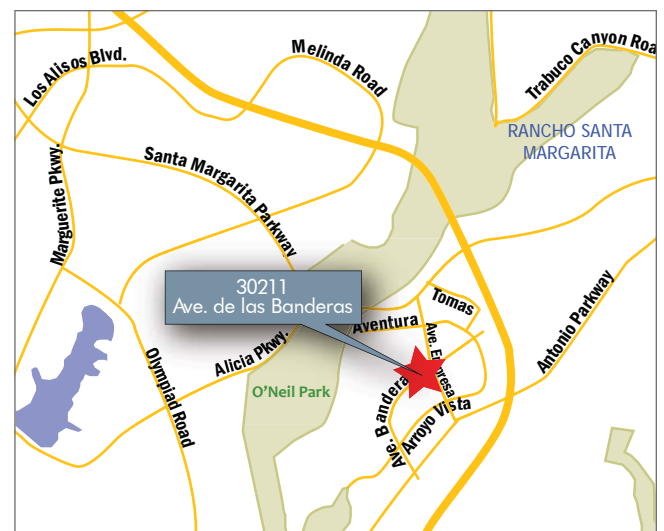 Los Alisos Blvd.
Melinda Road
Trabuco Canyon Roa
RANCHO SANTA
MARGARITA
Santa Margarita Parkway
Marguerite Pkwy.
30211
Ave. de las Banderas
Tomas
Aventura
Ave. Empresa
Antonio Parkway
Alicia Pkwy.
Olympiad Road
O'Neil Park
Ave. Bandera
Arroyo Vista